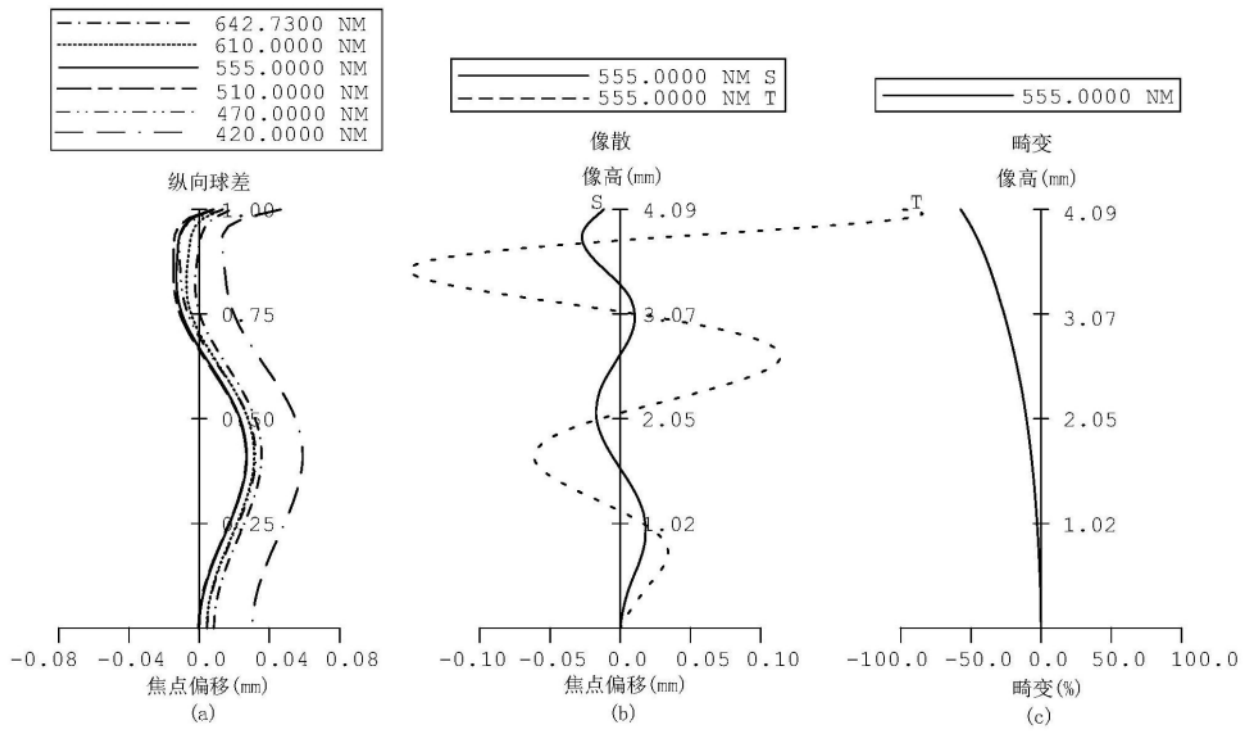 642.7300 NM
610.0000 NM
555.0000 NM
510.0000 NM
470.0000 NM
420.0000 NM
纵向球差
1.00
0.75
0.50
0.25
-0.08 -0.04 0.0 0.04 0.08
焦点偏移(mm)
(a)
555.0000 NM S
555.0000 NM T
像散
像高(mm)
S
T
4.09
3.07
2.05
1.02
-0.10 -0.05 0.0 0.05 0.10
焦点偏移(mm)
(b)
555.0000 NM
畸变
像高(mm)
4.09
3.07
2.05
1.02
-100.0 -50.0 0.0 50.0 100.0
畸变(%)
(c)